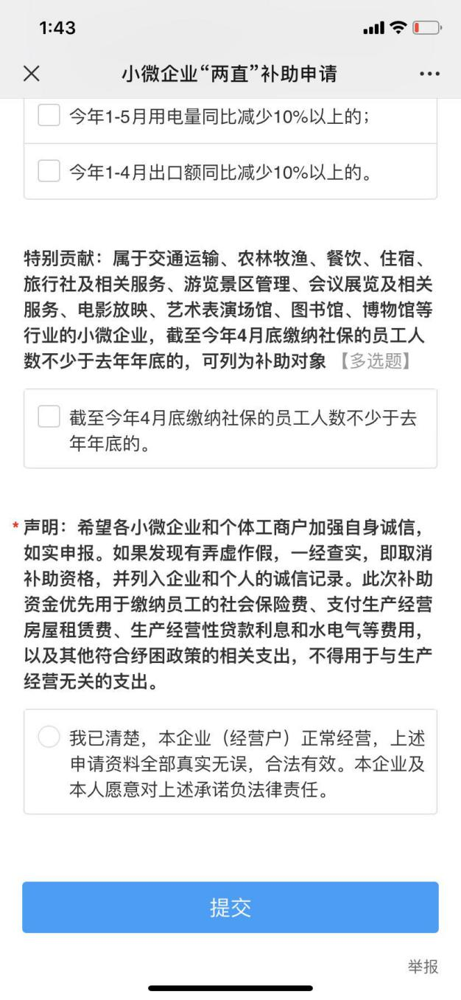 1:43
小微企业“两直”补助申请
今年1-5月用电量同比减少10%以上的;
今年1-4月出口额同比减少10%以上的。
特别贡献：属于交通运输、农林牧渔、餐饮、住宿、
旅行社及相关服务、游览景区管理、会议展览及相关
服务、电影放映、艺术表演场馆、图书馆、博物馆等
行业的小微企业，截至今年4月底缴纳社保的员工人
数不少于去年年底的，可列为补助对象 【多选题】
截至今年4月底缴纳社保的员工人数不少于去
年年底的。
* 声明：希望各小微企业和个体工商户加强自身诚信，
如实申报。如果发现有弄虚作假，一经查实，即取消
补助资格，并列入企业和个人的诚信记录。此次补助
资金优先用于缴纳员工的社会保险费、支付生产经营
房屋租赁费、生产经营性贷款利息和水电气等费用，
以及其他符合纾困政策的相关支出，不得用于与生产
经营无关的支出。
我已清楚，本企业（经营户）正常经营，上述
申请资料全部真实无误，合法有效。本企业及
本人愿意对上述承诺负法律责任。
提交
举报